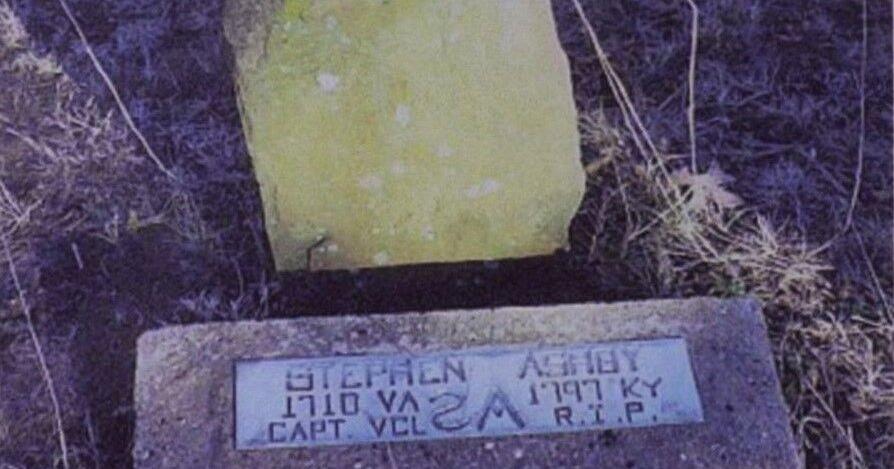 STEPHEN ASHBY
1710 VA 1797 KY
CAPT. VCL SA R.I.P.